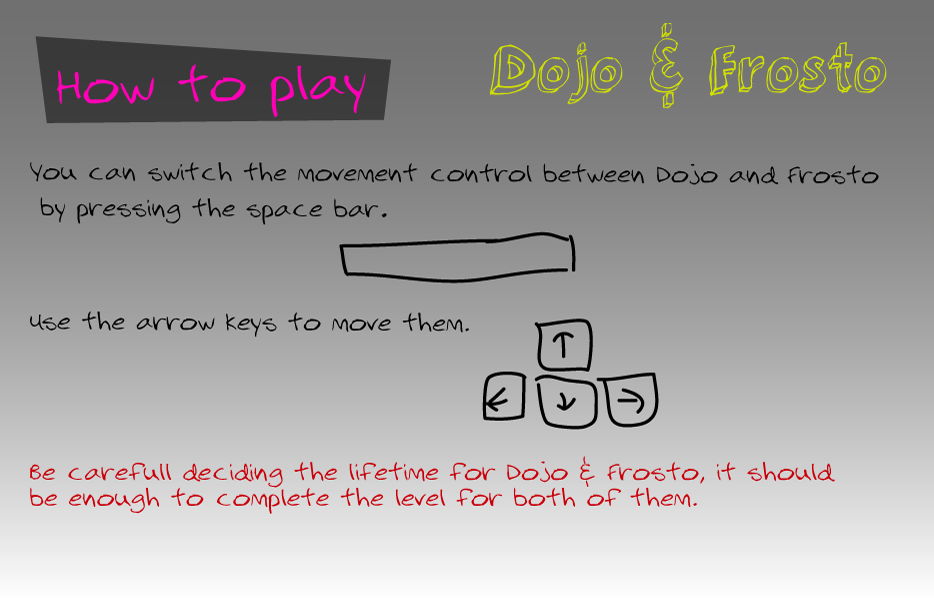 How to play
Dojo & Frosto
You can switch the movement control between Dojo and Frosto
by pressing the space bar.
Use the arrow keys to move them.
Be carefull deciding the lifetime for Dojo & Frosto, it should
be enough to complete the level for both of them.